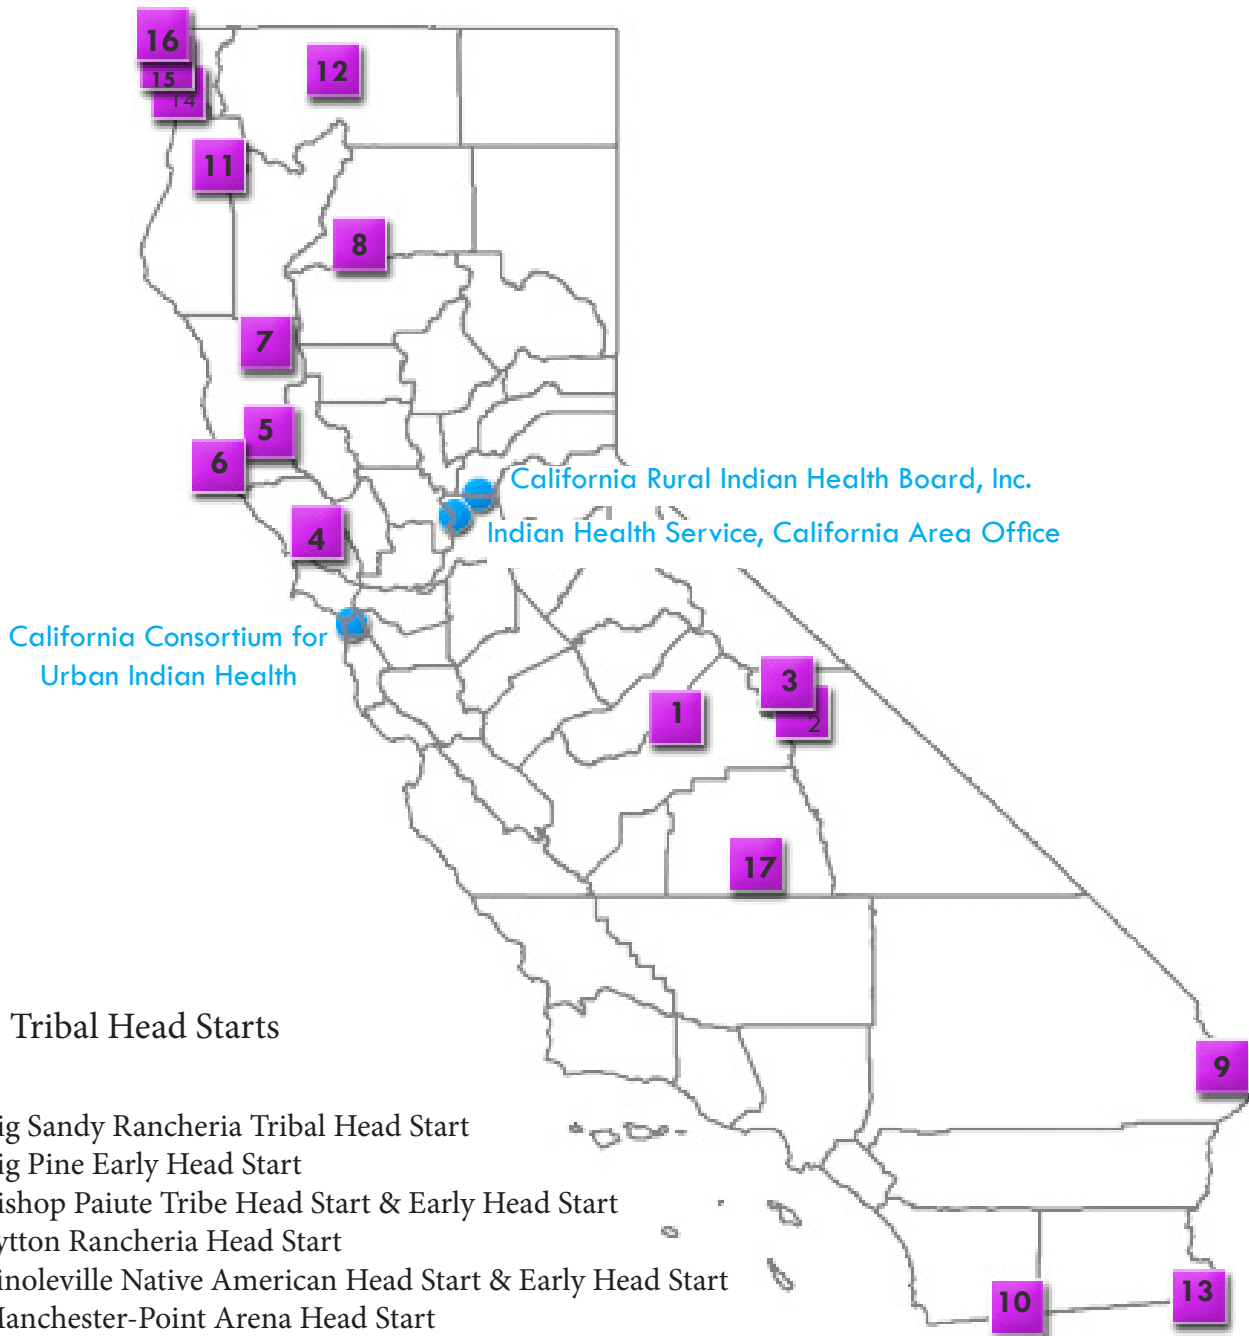 16
15
14
12
11
8
7
5
6
4
California Rural Indian Health Board, Inc.
Indian Health Service, California Area Office
California Consortium for
Urban Indian Health
3
2
1
17
9
10
13
Tribal Head Starts
ig Sandy Rancheria Tribal Head Start
ig Pine Early Head Start
ishop Paiute Tribe Head Start & Early Head Start
ytton Rancheria Head Start
inoleville Native American Head Start & Early Head Start
Manchester-Point Arena Head Start